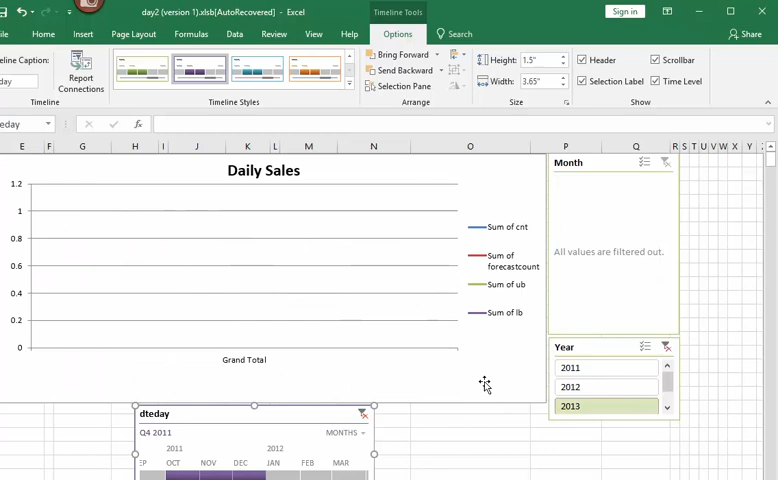 day2 (version 1).xlsb[AutoRecovered] - Excel
Timeline Tools
Sign in
Home Insert Page Layout Formulas Data Review View Help Options Search Share
eline Caption:
day
Report
Connections
Timeline
Timeline Styles
Bring Forward
Send Backward
Selection Pane
Arrange
Height: 1.5"
Width: 3.65"
Size
Header
Scrollbar
Selection Label
Time Level
Show
eday
fx
E F G H I J K L M N O P Q R S T U V W X Y
Daily Sales
1.2
1
0.8
0.6
0.4
0.2
0
Grand Total
Sum of cnt
Sum of
forecastcount
Sum of ub
Sum of lb
Month
All values are filtered out.
Year
2011
2012
2013
dteday
Q4 2011
MONTHS
2011 2012
EP OCT NOV DEC JAN FEB MAR